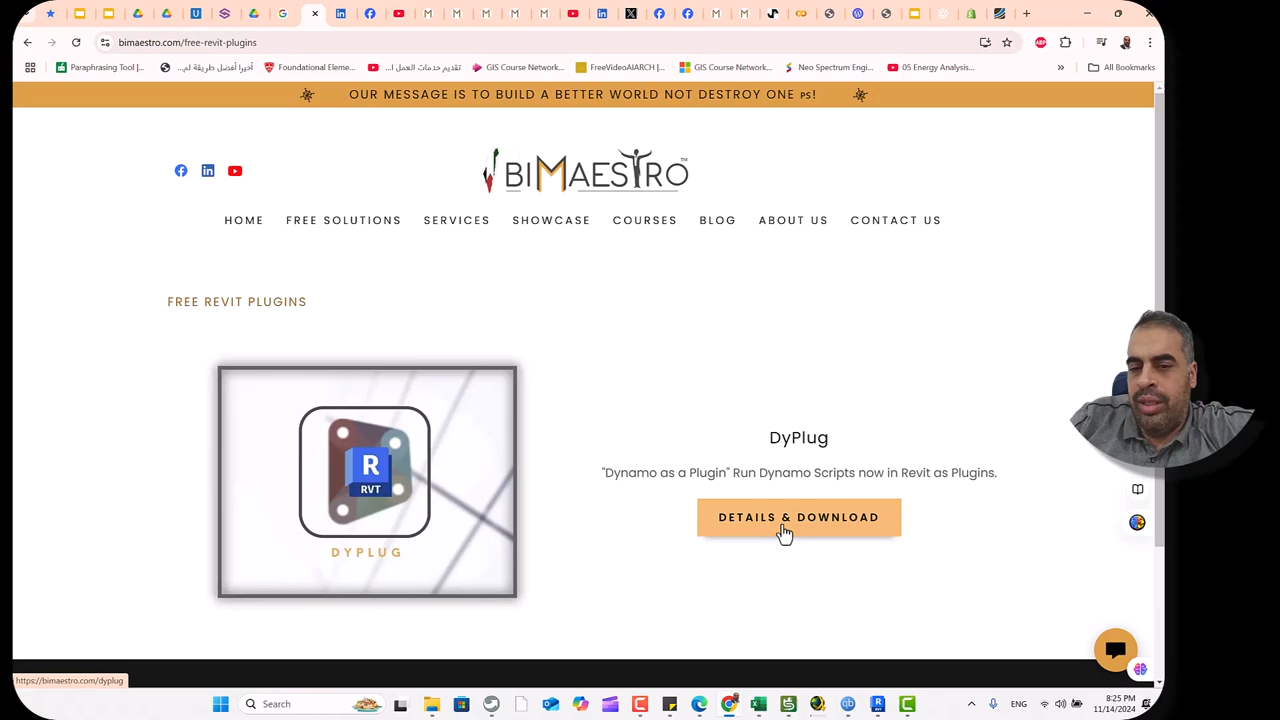 bimaestro.com/free-revit-plugins
Paraphrasing Tool |...
أخيرا أفضل طريقة لم...
Foundational Eleme...
تقديم خدمات العمل ا...
GIS Course Network...
FreeVideoAIARCH |...
GIS Course Network...
Neo Spectrum Engi...
05 Energy Analysis...
»
All Bookmarks
OUR MESSAGE IS TO BUILD A BETTER WORLD NOT DESTROY ONE PS!
BIMAESTRO™
HOME FREE SOLUTIONS SERVICES SHOWCASE COURSES BLOG ABOUT US CONTACT US
FREE REVIT PLUGINS
R
RVT
DYPLUG
DyPlug
"Dynamo as a Plugin" Run Dynamo Scripts now in Revit as Plugins.
DETAILS & DOWNLOAD
https://bimaestro.com/dyplug
Search
ENG
8:25 PM
11/14/2024